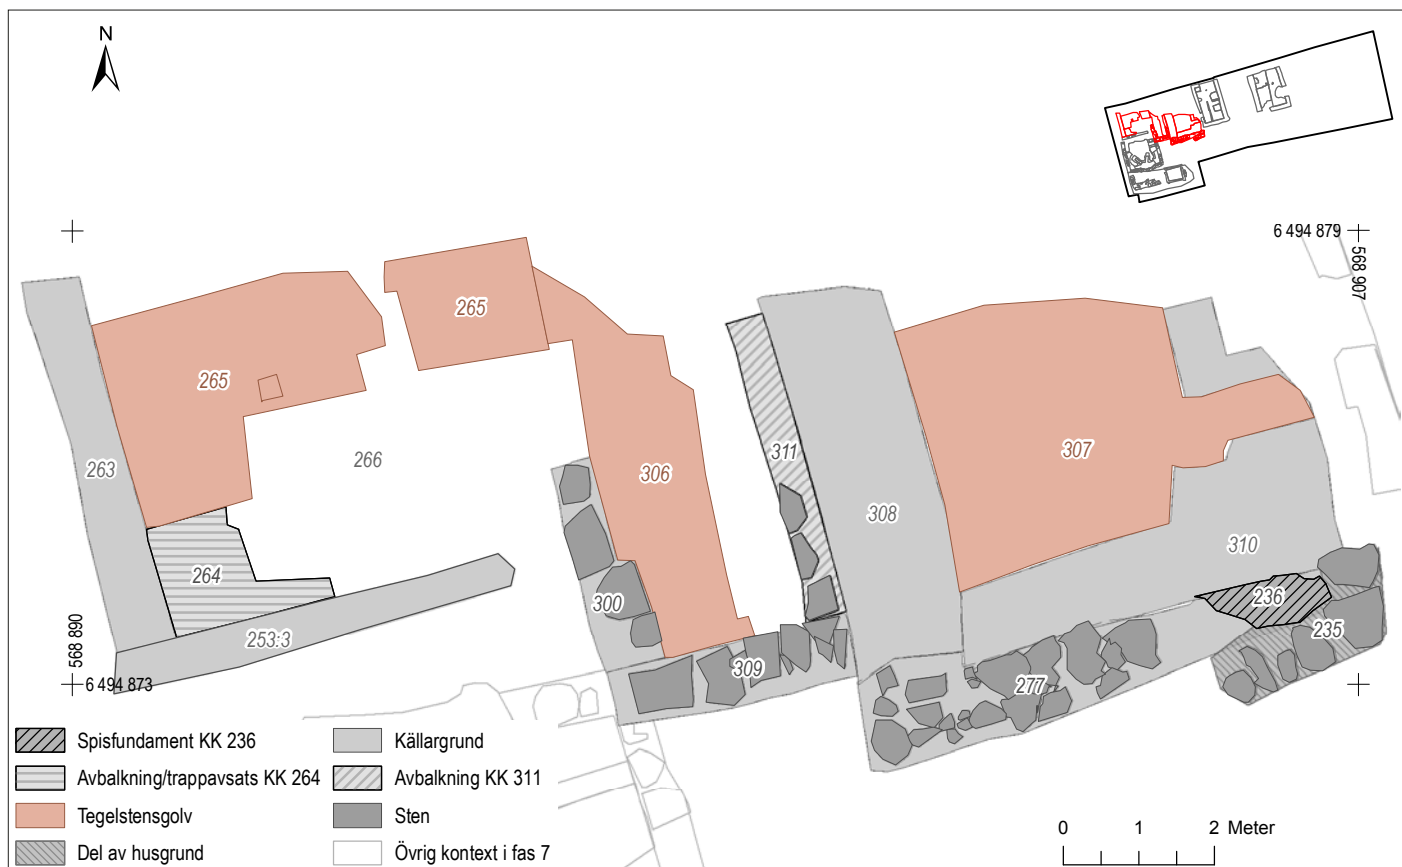 N
6 494 879
568 907
265
265
263
266
306
311
308
307
310
264
300
236
235
253:3
309
277
568 890
6 494 873
Spisfundament KK 236
Källargrund
Avbalkning/trappavsats KK 264
Avbalkning KK 311
Tegelstensgolv
Sten
Del av husgrund
Övrig kontext i fas 7
0 1 2 Meter